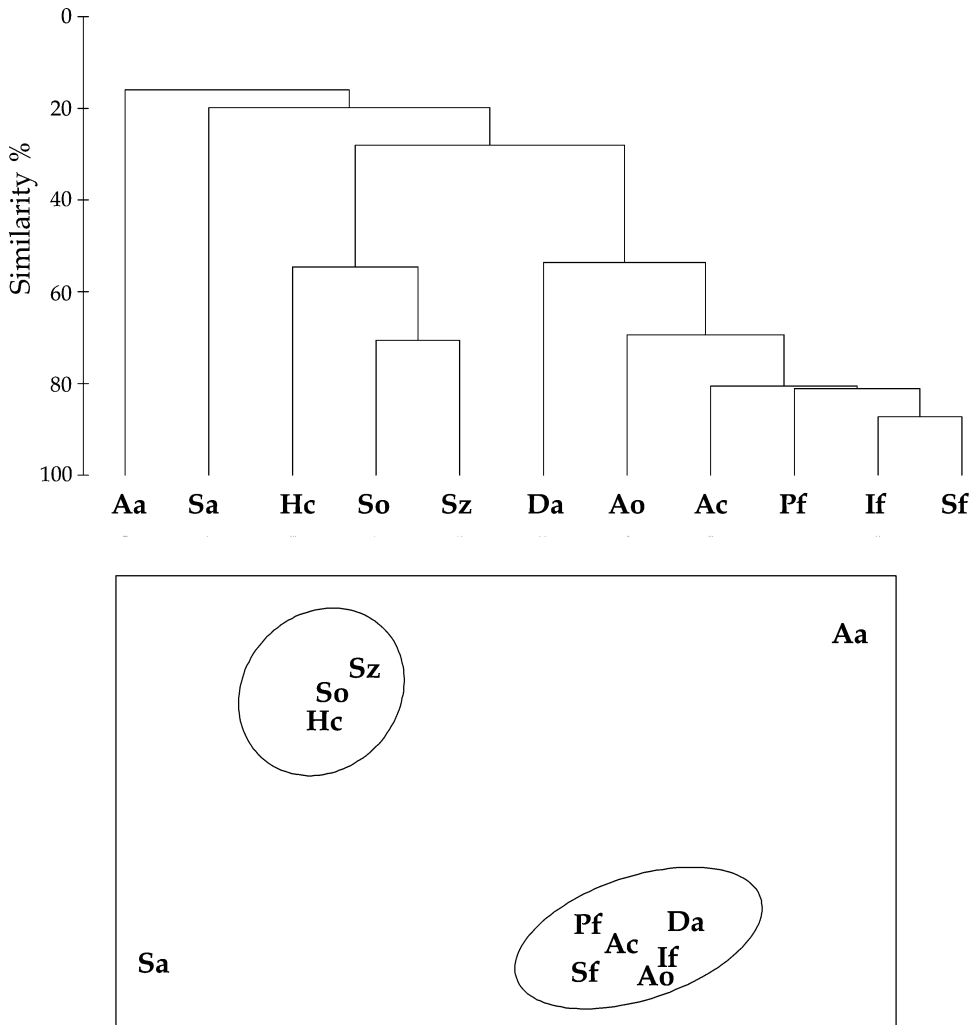 0
20
40
60
80
100
Similarity %
Aa Sa Hc So Sz Da Ao Ac Pf If Sf
Aa
Sz
So
Hc
Pf Da
Ac
If
Sa Sf Ao